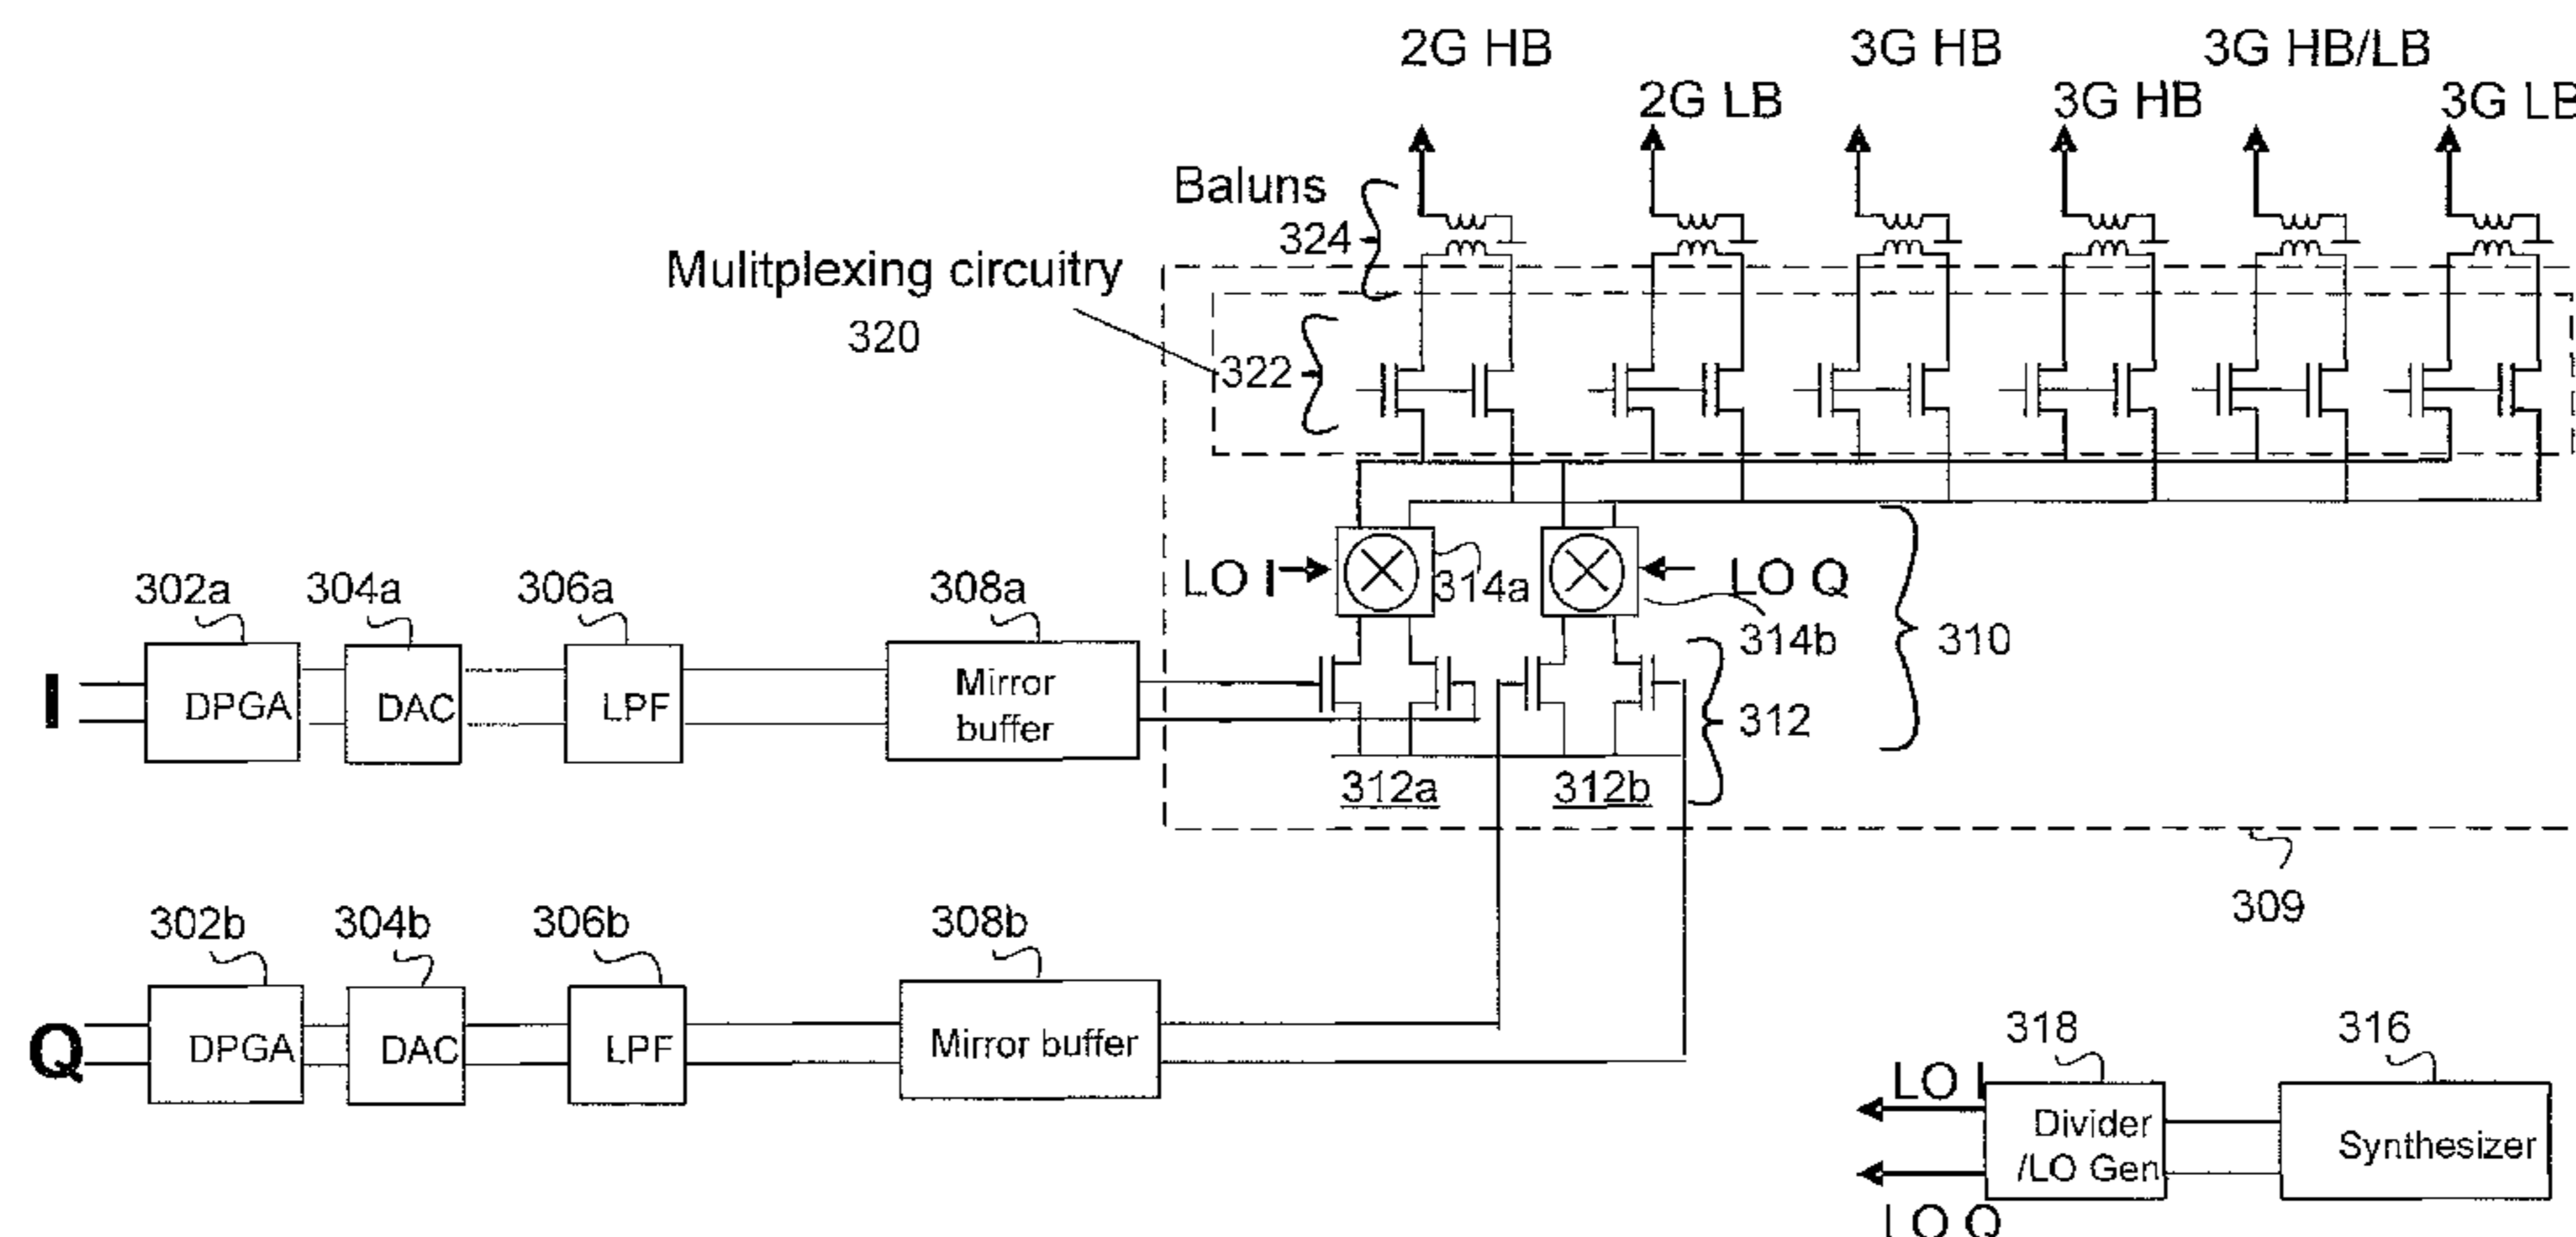 2G HB
3G HB
3G HB/LB
2G LB
3G HB
3G LB
Baluns
324
Mulitplexing circuitry
320
322
302a
304a
306a
308a
LO I
314a
LO Q
314b
310
I
DPGA
DAC
LPF
Mirror
buffer
312
312a
312b
309
302b
304b
306b
308b
Q
DPGA
DAC
LPF
Mirror buffer
318
316
LO I
Divider
/LO Gen
Synthesizer
LO Q